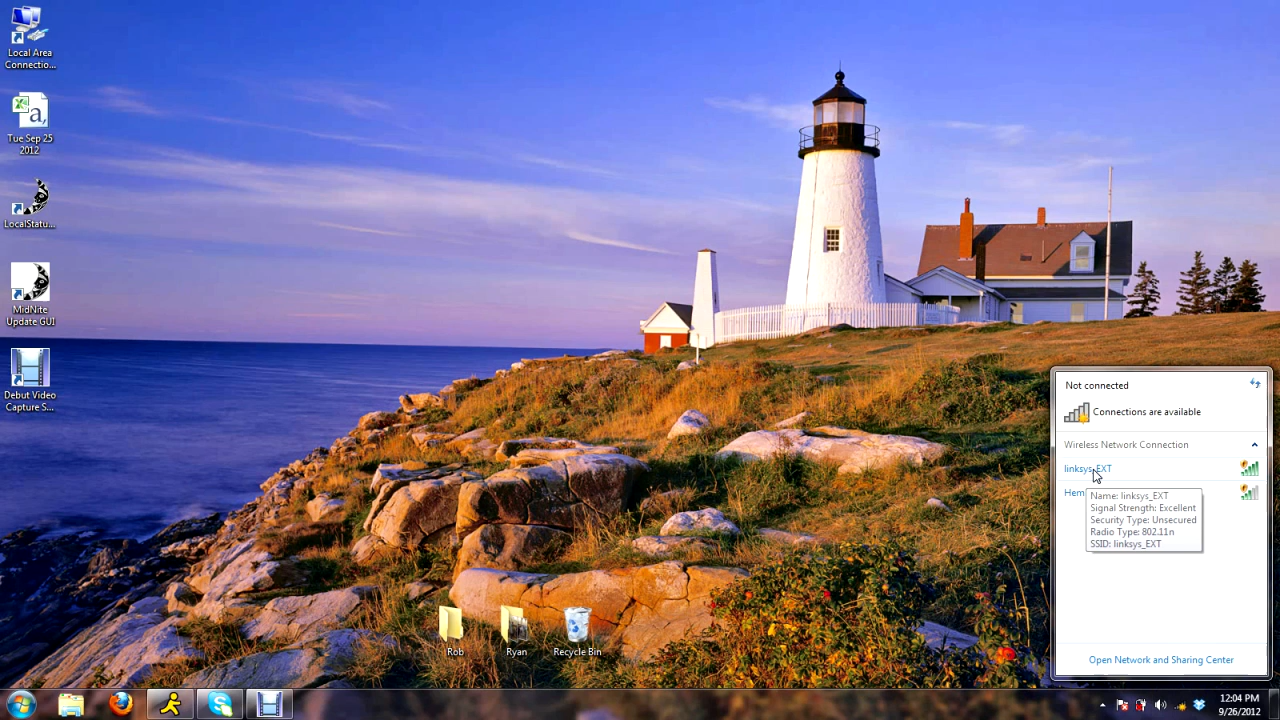 Local Area
Connectio...
Tue Sep 25
2012
LocalStatu...
MidNite
Update GUI
Debut Video
Capture S...
Rob
Ryan
Recycle Bin
Not connected
Connections are available
Wireless Network Connection
linksys_EXT
Hem
Name: linksys_EXT
Signal Strength: Excellent
Security Type: Unsecured
Radio Type: 802.11n
SSID: linksys_EXT
Open Network and Sharing Center
12:04 PM
9/26/2012